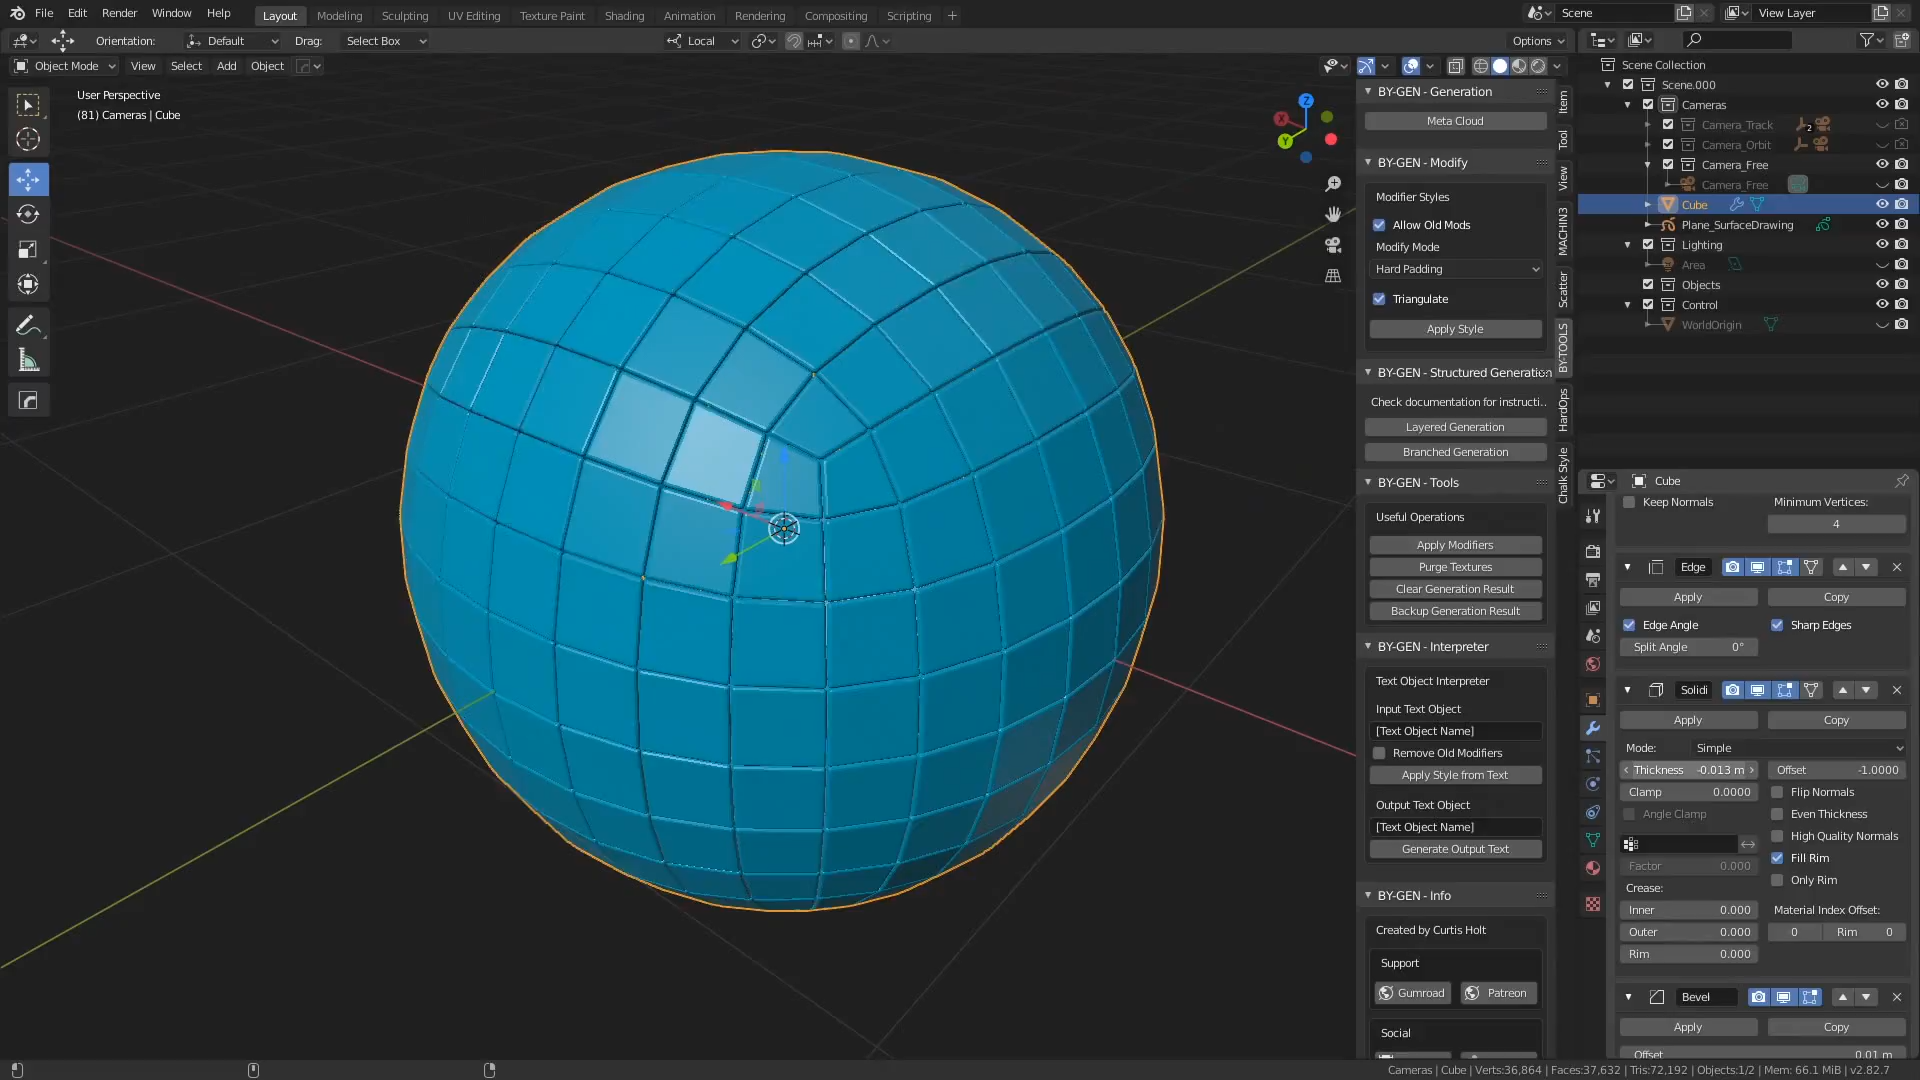 File Edit Render Window Help Layout Modeling Sculpting UV Editing Texture Paint Shading Animation Rendering Compositing Scripting + Scene View Layer
Orientation: Default Drag: Select Box Local Options
Object Mode View Select Add Object
User Perspective
(81) Cameras | Cube
Z
X
Y
BY-GEN - Generation
Meta Cloud
BY-GEN - Modify
Modifier Styles
Allow Old Mods
Modify Mode
Hard Padding
Triangulate
Apply Style
BY-GEN - Structured Generation
Check documentation for instructi..
Layered Generation
Branched Generation
BY-GEN - Tools
Useful Operations
Apply Modifiers
Purge Textures
Clear Generation Result
Backup Generation Result
BY-GEN - Interpreter
Text Object Interpreter
Input Text Object
[Text Object Name]
Remove Old Modifiers
Apply Style from Text
Output Text Object
[Text Object Name]
Generate Output Text
BY-GEN - Info
Created by Curtis Holt
Support
Gumroad Patreon
Social
Item
Tool
View
MACHIN3
Scatter
BY-TOOLS
HardOps
Chalk Style
Scene Collection
Scene.000
Cameras
Camera_Track 2
Camera_Orbit
Camera_Free
Camera_Free
Cube
Plane_SurfaceDrawing
Lighting
Area
Objects
Control
WorldOrigin
Cube
Keep Normals Minimum Vertices:
4
Edge
Apply Copy
Edge Angle Sharp Edges
Split Angle 0°
Solidi
Apply Copy
Mode: Simple
Thickness -0.013 m Offset -1.0000
Clamp 0.0000 Flip Normals
Angle Clamp Even Thickness
High Quality Normals
Factor 0.000 Fill Rim
Only Rim
Crease:
Inner 0.000 Material Index Offset:
Outer 0.000 0 Rim 0
Rim 0.000
Bevel
Apply Copy
Offset 0.01 m
Cameras | Cube | Verts:36,864 | Faces:37,632 | Tris:72,192 | Objects:1/2 | Mem: 66.1 MiB | v2.82.7